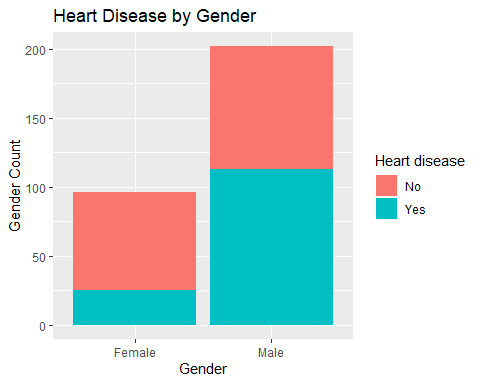 Heart Disease by Gender
Gender Count
200
150
100
50
0
Female Male
Gender
Heart disease
No
Yes